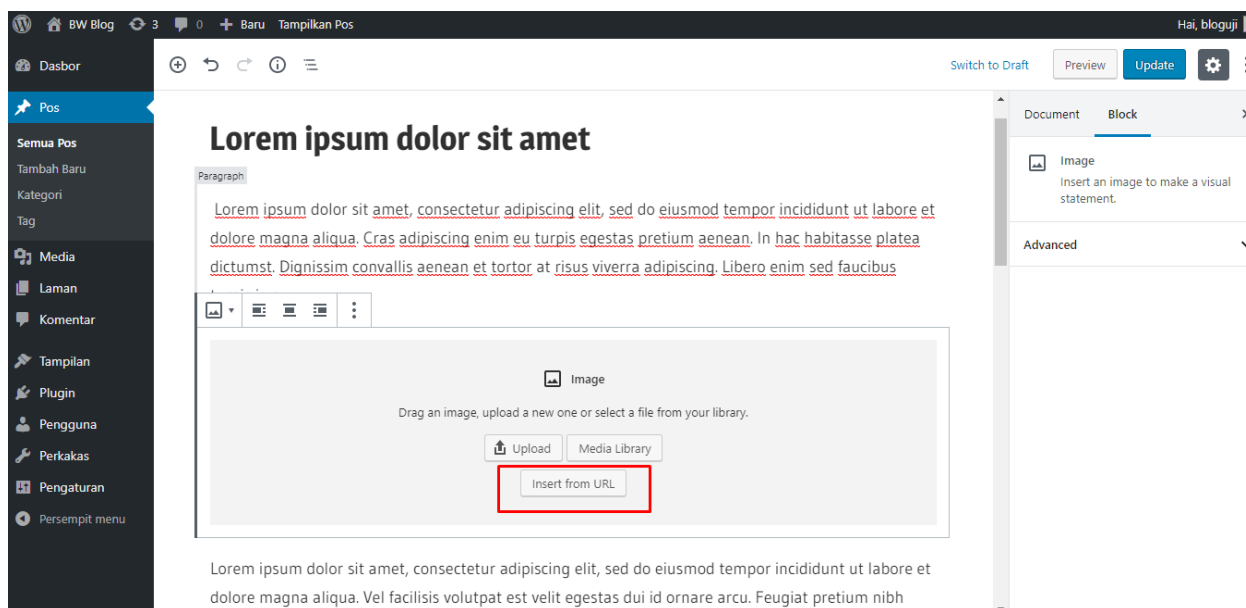 BW Blog 3 0 Baru Tampilkan Pos Hai, bloguji
Dasbor
Pos
Semua Pos
Tambah Baru
Kategori
Tag
Media
Laman
Komentar
Tampilan
Plugin
Pengguna
Perkakas
Pengaturan
Persempit menu
Switch to Draft Preview Update
Lorem ipsum dolor sit amet
Paragraph
Lorem ipsum dolor sit amet, consectetur adipiscing elit, sed do eiusmod tempor incididunt ut labore et
dolore magna aliqua. Cras adipiscing enim eu turpis egestas pretium aenean. In hac habitasse platea
dictumst. Dignissim convallis aenean et tortor at risus viverra adipiscing. Libero enim sed faucibus
Image
Drag an image, upload a new one or select a file from your library.
Upload Media Library
Insert from URL
Lorem ipsum dolor sit amet, consectetur adipiscing elit, sed do eiusmod tempor incididunt ut labore et
dolore magna aliqua. Vel facilisis volutpat est velit egestas dui id ornare arcu. Feugiat pretium nibh
Document Block
Image
Insert an image to make a visual
statement.
Advanced